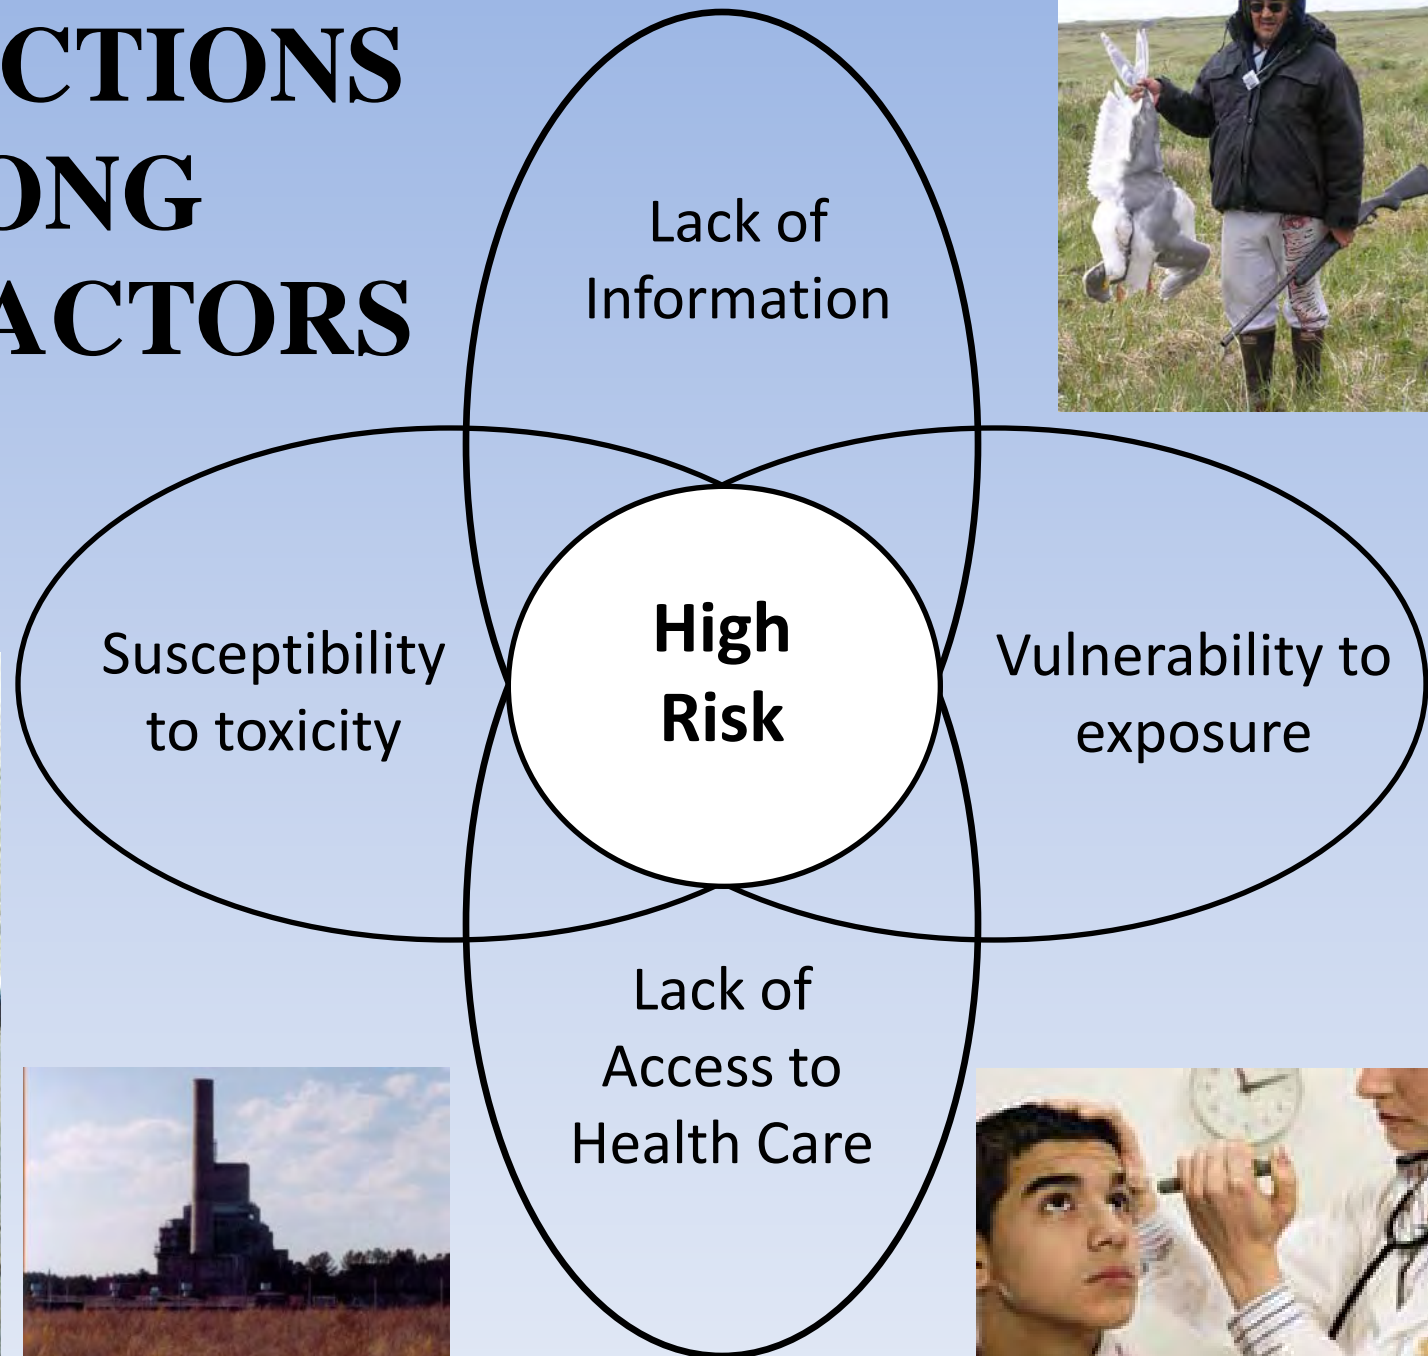 CTIONS
ONG
ACTORS
Lack of
Information
High
Risk
Susceptibility
to toxicity
Vulnerability to
exposure
Lack of
Access to
Health Care